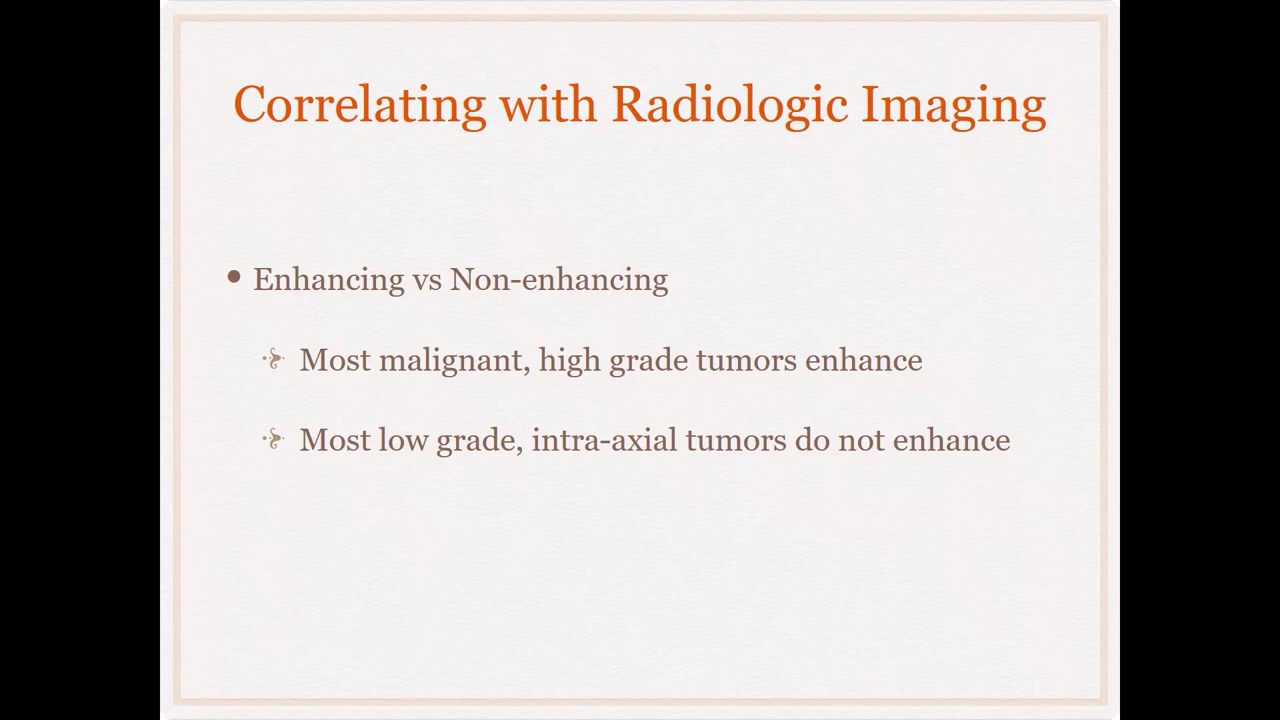 Correlating with Radiologic Imaging
• Enhancing vs Non-enhancing
Most malignant, high grade tumors enhance
Most low grade, intra-axial tumors do not enhance